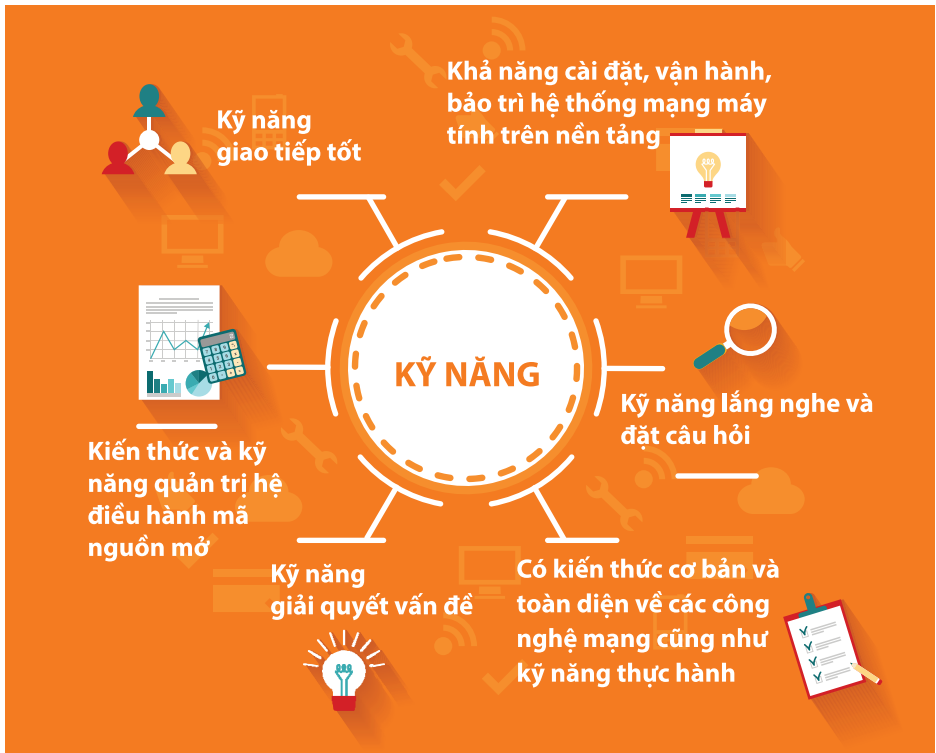 Kỹ năng
giao tiếp tốt
Khả năng cài đặt, vận hành,
bảo trì hệ thống mạng máy
tính trên nền tảng
KỸ NĂNG
Kỹ năng lắng nghe và
đặt câu hỏi
Kiến thức và kỹ
năng quản trị hệ
điều hành mã
nguồn mở
Kỹ năng
giải quyết vấn đề
Có kiến thức cơ bản và
toàn diện về các công
nghệ mạng cũng như
kỹ năng thực hành